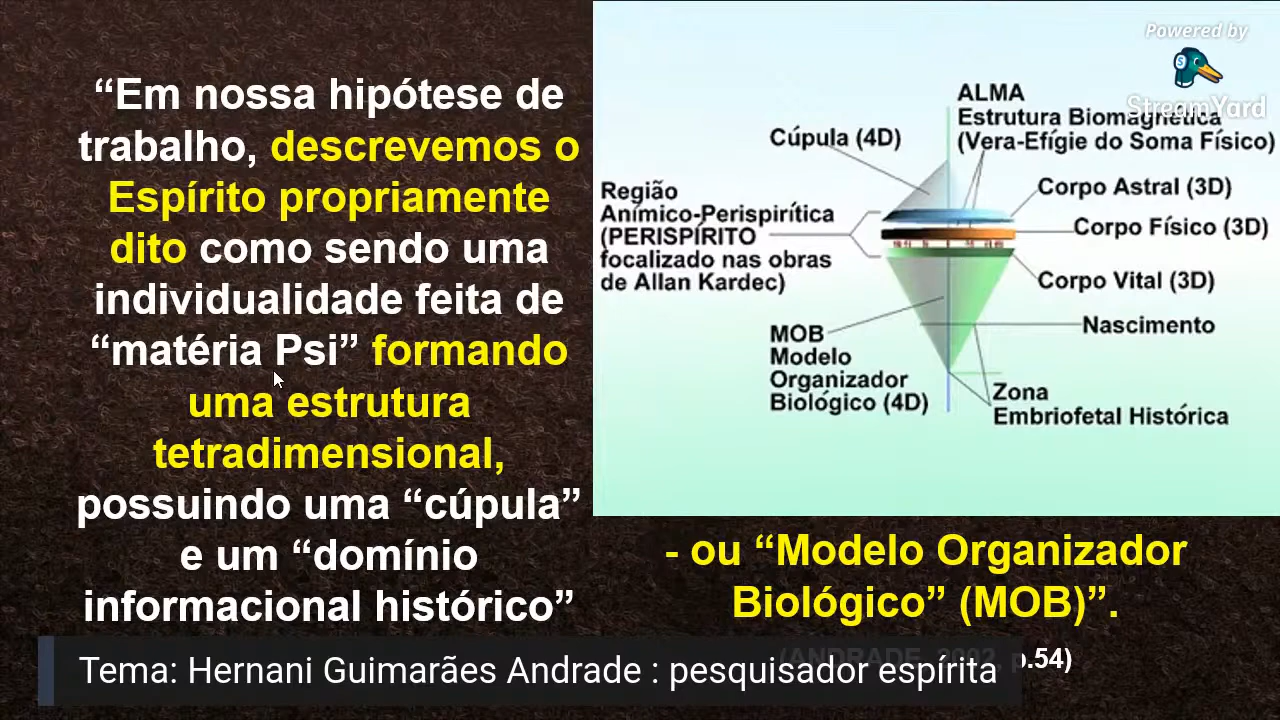 “Em nossa hipótese de
trabalho, descrevemos o
Espírito propriamente
dito como sendo uma
individualidade feita de
“matéria Psi” formando
uma estrutura
tetradimensional,
possuindo uma “cúpula”
e um “domínio
informacional histórico”
Powered by
StreamYard
ALMA
Estrutura Biomagnética
(Vera-Efígie do Soma Físico)
Cúpula (4D)
Região
Anímico-Perispirítica
(PERISPÍRITO
focalizado nas obras
de Allan Kardec)
Corpo Astral (3D)
Corpo Físico (3D)
Corpo Vital (3D)
Nascimento
MOB
Modelo
Organizador
Biológico (4D)
Zona
Embriofetal Histórica
- ou “Modelo Organizador
Biológico” (MOB)”.
(ANDRADE, 2002, p.54)
Tema: Hernani Guimarães Andrade : pesquisador espírita